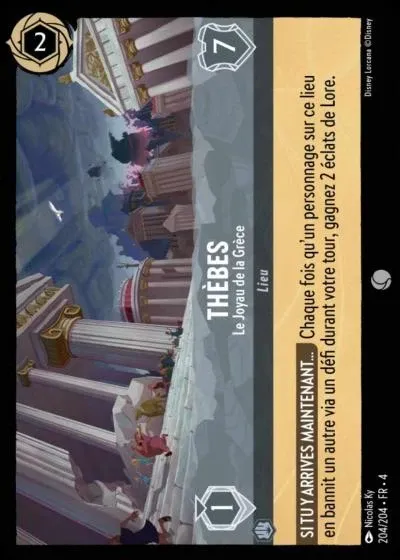 2
7
THÈBES
Le Joyau de la Grèce
Lieu
1
SI TU Y ARRIVES MAINTENANT... Chaque fois qu'un personnage sur ce lieu
en bannit un autre via un défi durant votre tour, gagnez 2 éclats de Lore.
Nicolas Ky
204/204 • FR • 4
Disney Lorcana ©Disney